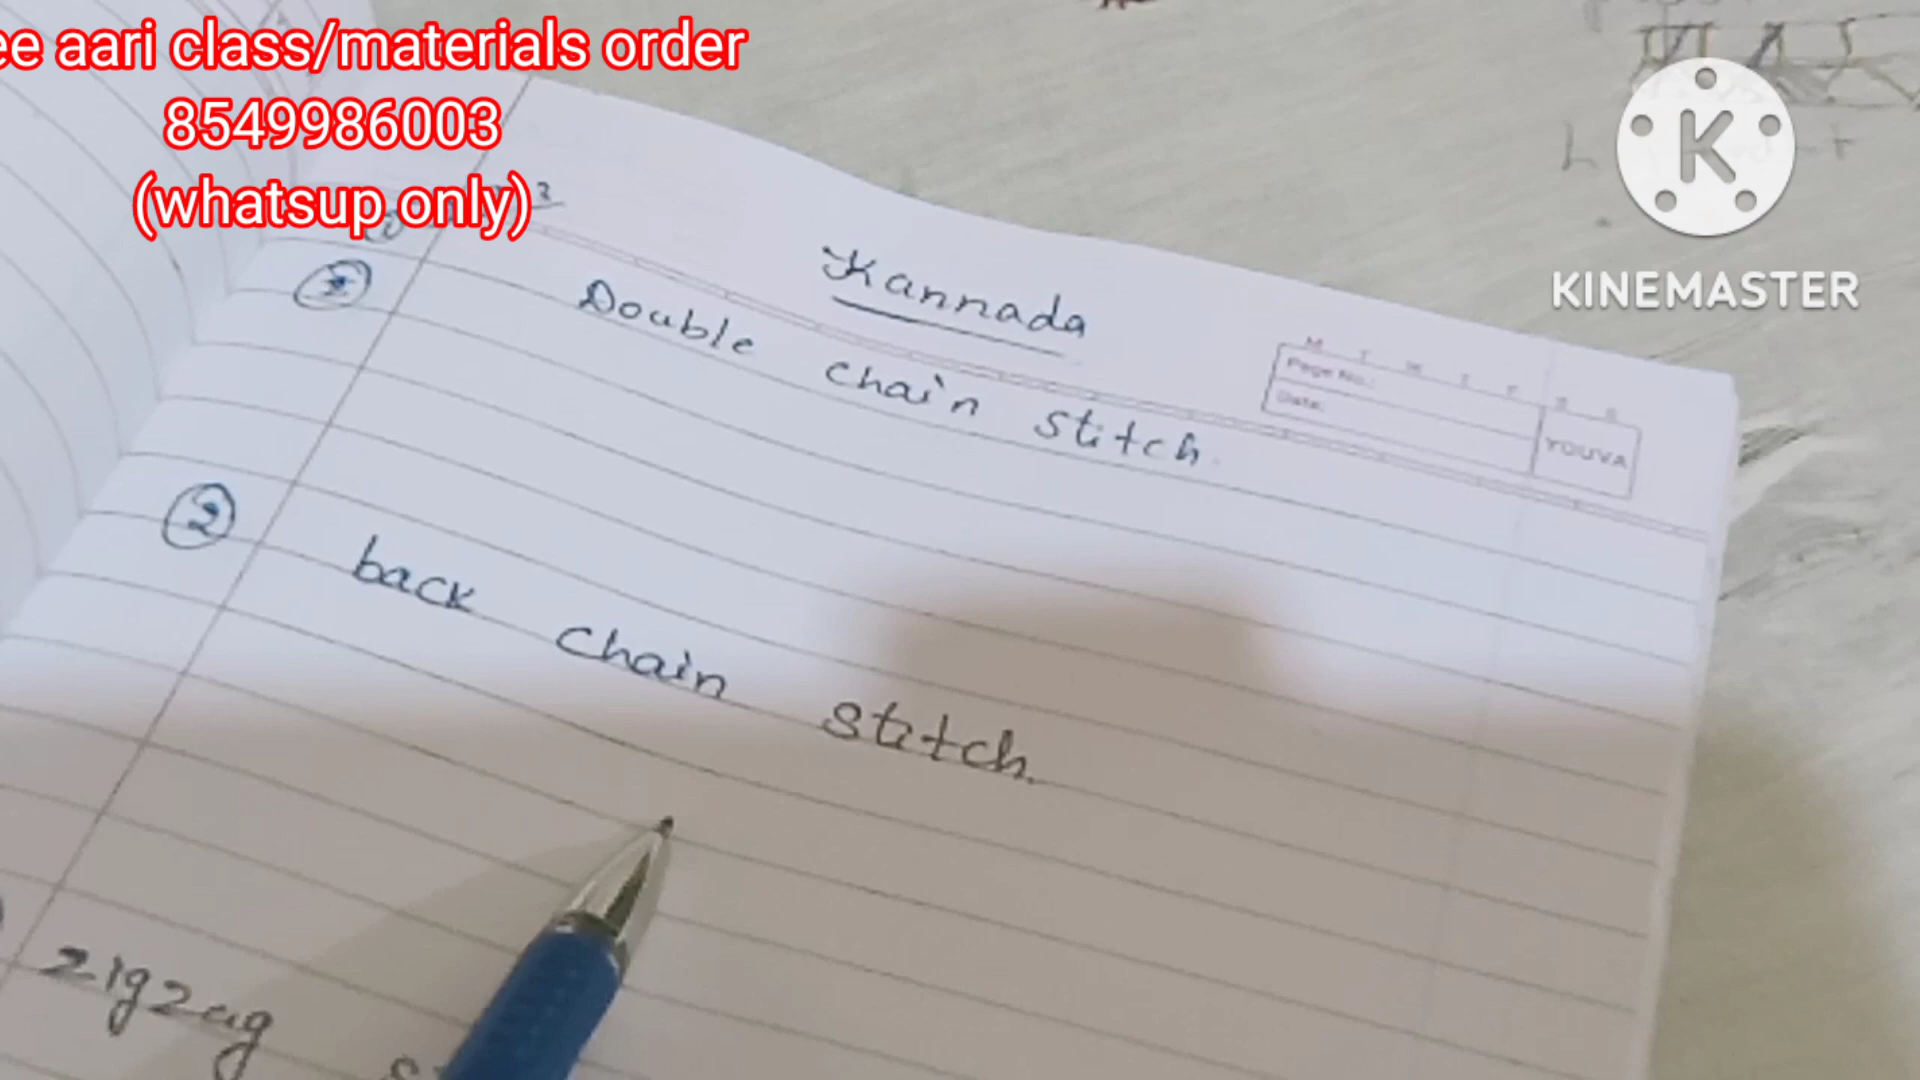 ee aari class/materials order
8549986003
(whatsup only)
KINEMASTER
Kannada
Double chain stitch.
M T W T F S S
Page No.:
Date:
YOUVA
2 back chain stitch.
zigzag